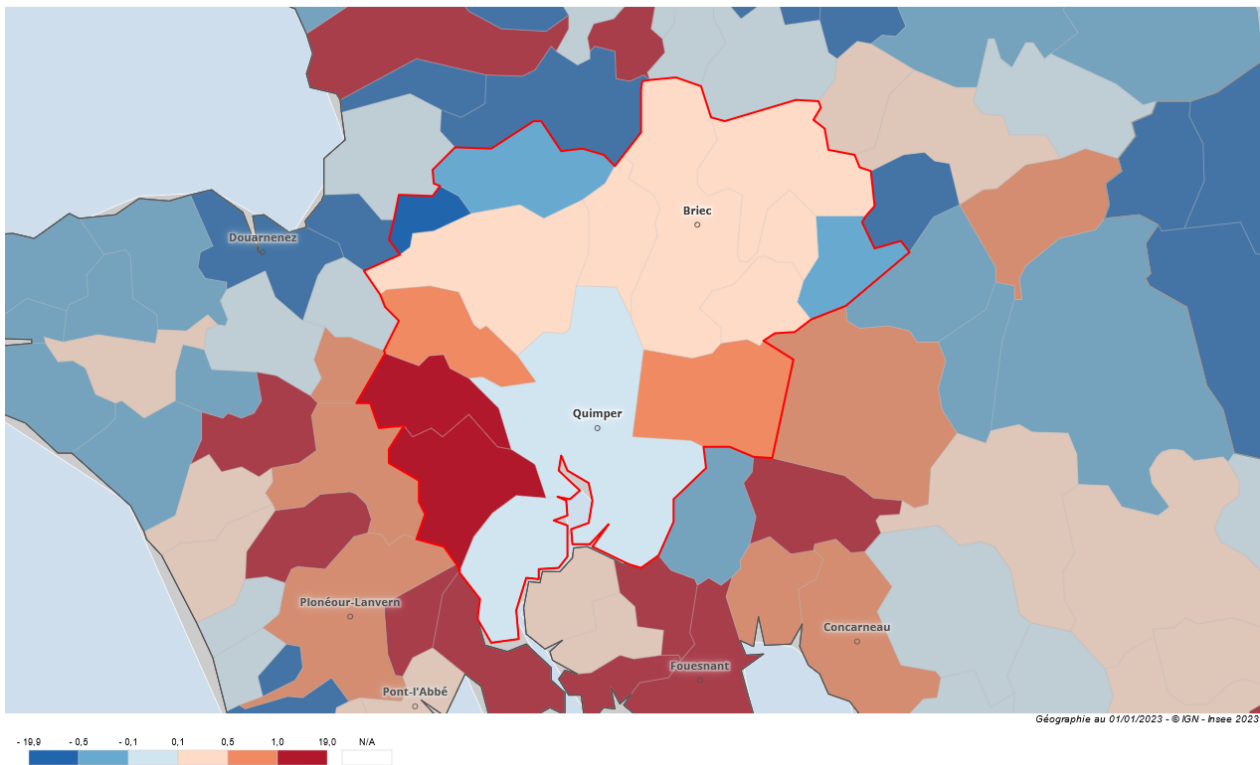 Briec
Douarnenez
Quimper
Plonéour-Lanvern
Concarneau
Fouesnant
Pont-l'Abbé
Géographie au 01/01/2023 - © IGN - Insee 2023
- 19,9 - 0,5 - 0,1 0,1 0,5 1,0 19,0 N/A